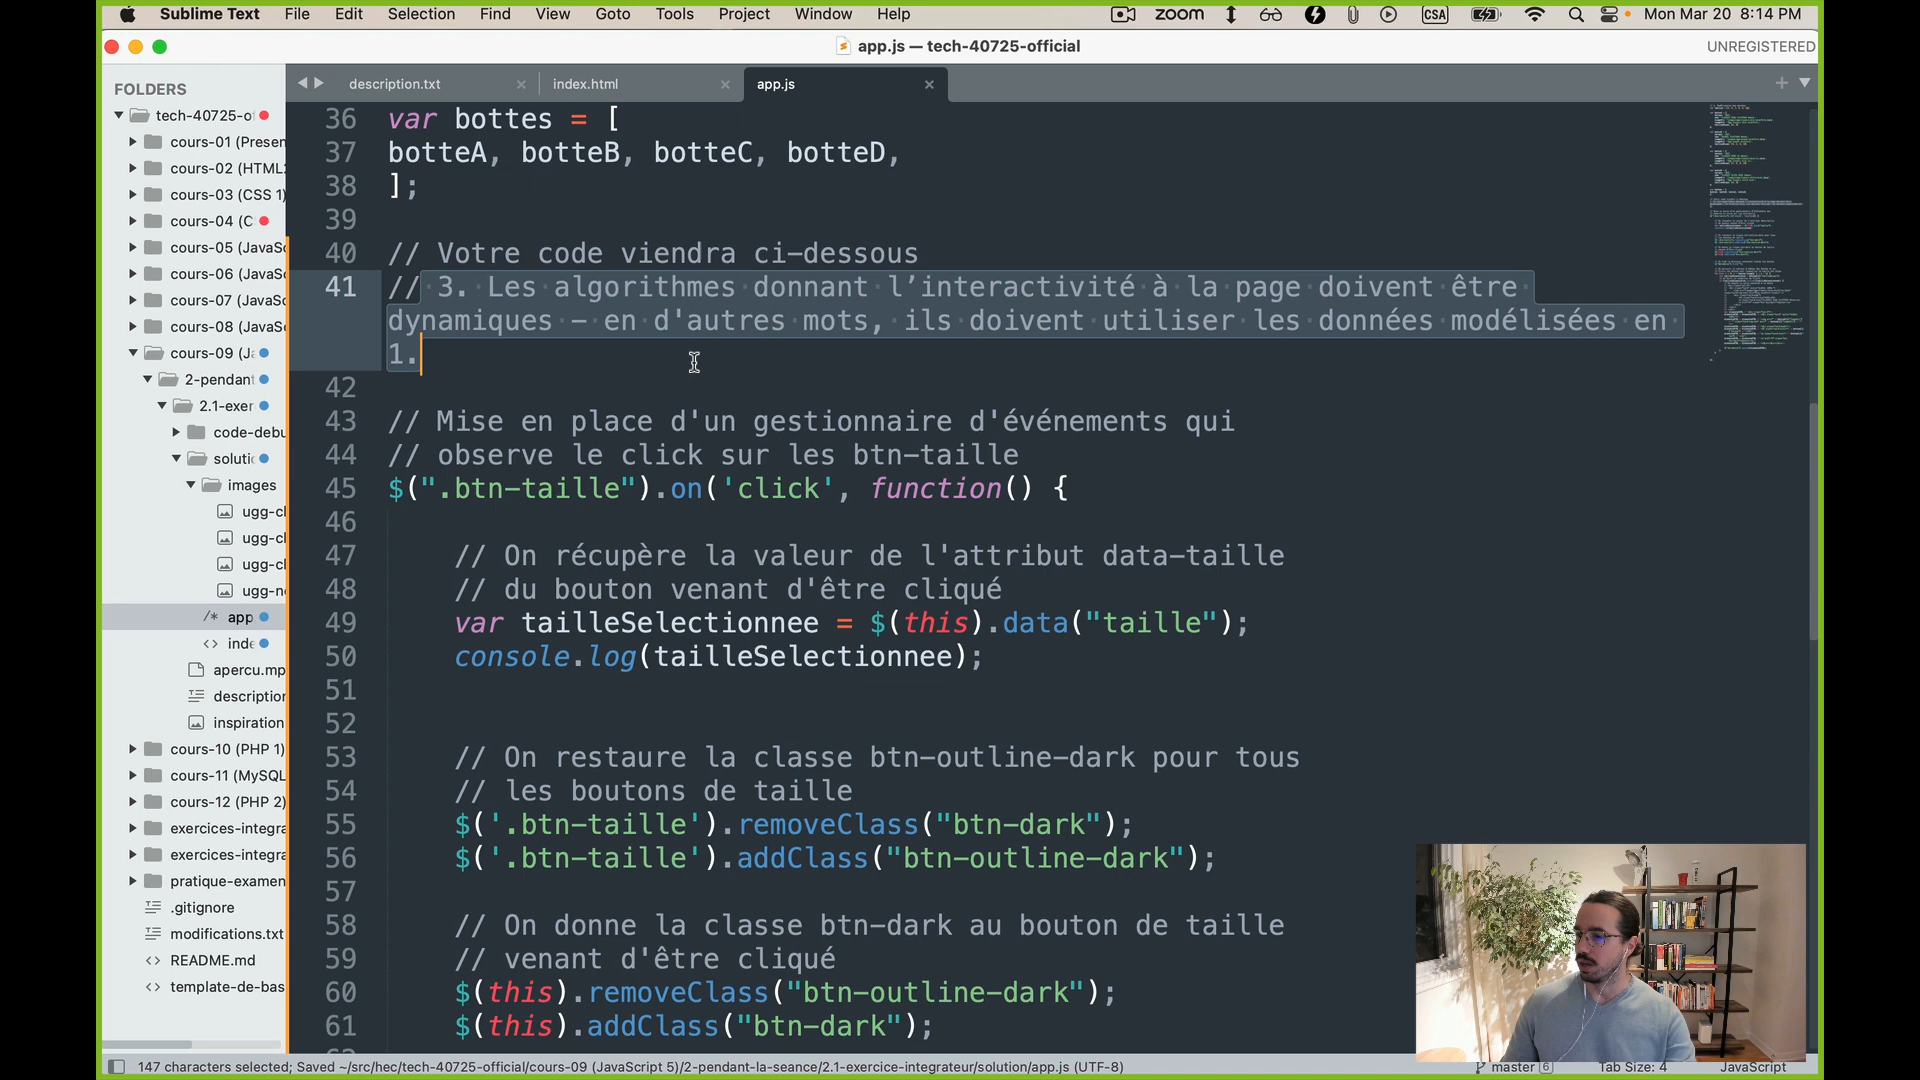 Sublime Text File Edit Selection Find View Goto Tools Project Window Help zoom CSA Mon Mar 20 8:14 PM
app.js — tech-40725-official UNREGISTERED
FOLDERS
tech-40725-o
cours-01 (Presen
cours-02 (HTML
cours-03 (CSS 1)
cours-04 (C
cours-05 (JavaSc
cours-06 (JavaSc
cours-07 (JavaSc
cours-08 (JavaSc
cours-09 (Ja
2-pendant
2.1-exer
code-debu
soluti
images
ugg-cl
ugg-cl
ugg-cl
ugg-ne
/* app
<> inde
apercu.mp
description
inspiration
cours-10 (PHP 1)
cours-11 (MySQL
cours-12 (PHP 2)
exercices-integra
exercices-integra
pratique-examen
.gitignore
modifications.txt
<> README.md
<> template-de-bas
description.txt index.html app.js
36 var bottes = [
37 botteA, botteB, botteC, botteD,
38 ];
39
40 // Votre code viendra ci-dessous
41 // 3. Les algorithmes donnant l’interactivité à la page doivent être
dynamiques – en d'autres mots, ils doivent utiliser les données modélisées en
1.
42
43 // Mise en place d'un gestionnaire d'événements qui
44 // observe le click sur les btn-taille
45 $(".btn-taille").on('click', function() {
46
47 // On récupère la valeur de l'attribut data-taille
48 // du bouton venant d'être cliqué
49 var tailleSelectionnee = $(this).data("taille");
50 console.log(tailleSelectionnee);
51
52
53 // On restaure la classe btn-outline-dark pour tous
54 // les boutons de taille
55 $('.btn-taille').removeClass("btn-dark");
56 $('.btn-taille').addClass("btn-outline-dark");
57
58 // On donne la classe btn-dark au bouton de taille
59 // venant d'être cliqué
60 $(this).removeClass("btn-outline-dark");
61 $(this).addClass("btn-dark");
147 characters selected; Saved ~/src/hec/tech-40725-official/cours-09 (JavaScript 5)/2-pendant-la-seance/2.1-exercice-integrateur/solution/app.js (UTF-8) master 6 Tab Size: 4 JavaScript